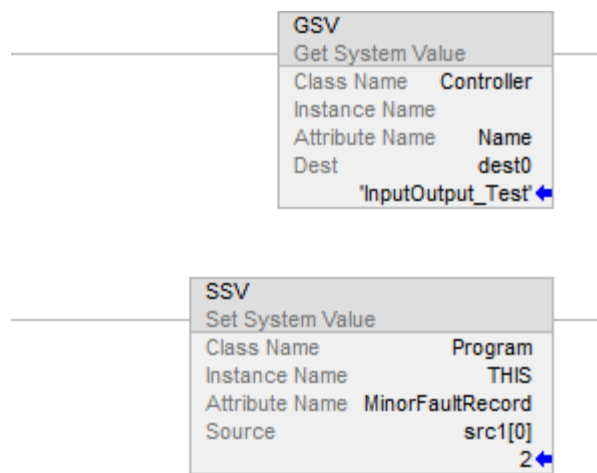 GSV
Get System Value
Class Name Controller
Instance Name
Attribute Name Name
Dest dest0
'InputOutput_Test'
SSV
Set System Value
Class Name Program
Instance Name THIS
Attribute Name MinorFaultRecord
Source src1[0]
2